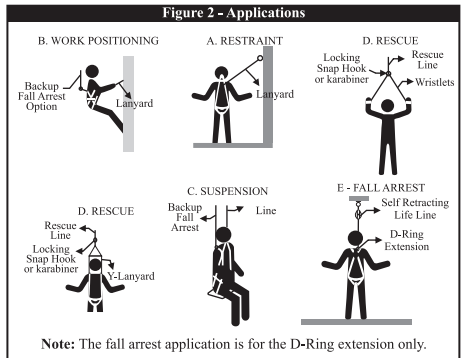 Figure 2 - Applications
B. WORK POSITIONING
Backup
Fall Arrest
Option
Lanyard
A. RESTRAINT
Lanyard
D. RESCUE
Locking
Snap Hook
or karabiner
Rescue
Line
Wristlets
D. RESCUE
Rescue
Line
Locking
Snap Hook
or karabiner
Y-Lanyard
C. SUSPENSION
Backup
Fall
Arrest
Line
E - FALL ARREST
Self Retracting
Life Line
D-Ring
Extension
Note: The fall arrest application is for the D-Ring extension only.